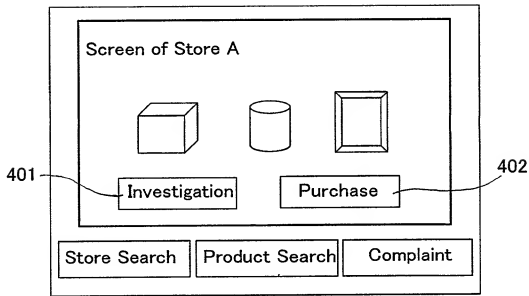 Screen of Store A
401
402
Investigation
Purchase
Store Search
Product Search
Complaint